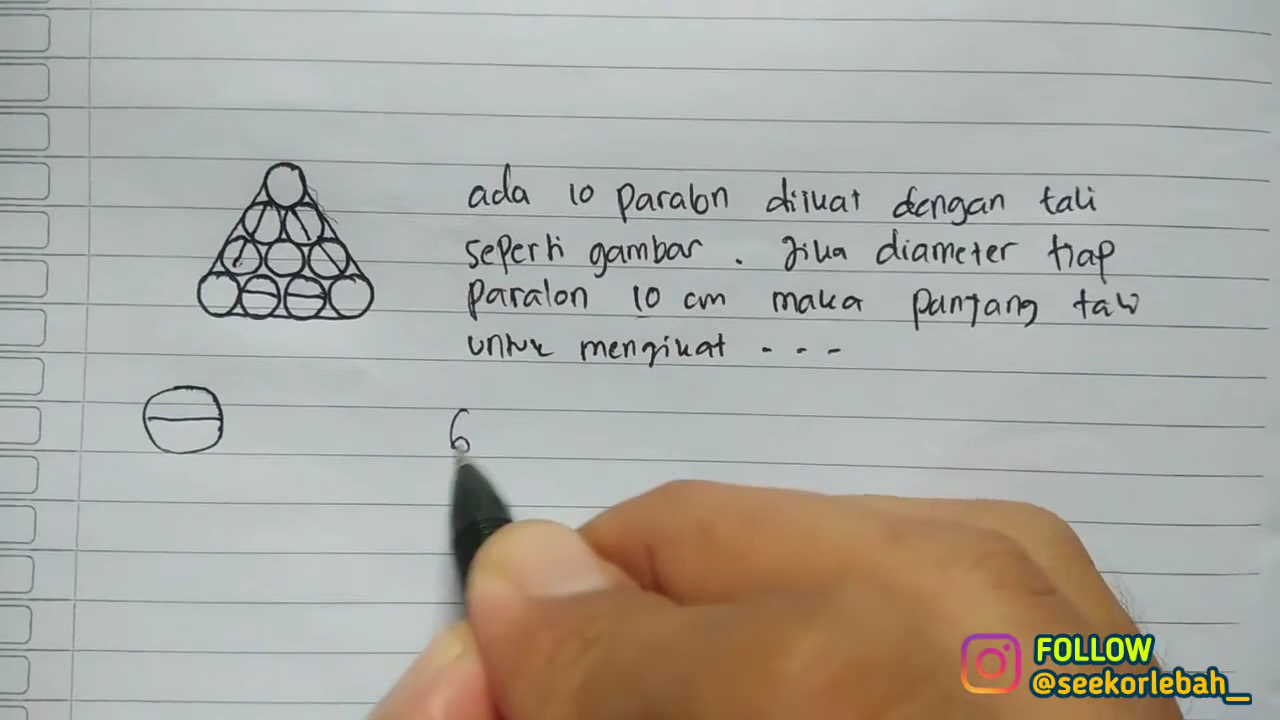 ada 10 paralon diikat dengan tali
seperti gambar . Jika diameter tiap
paralon 10 cm maka panjang tali
untuk mengikat ...
6
FOLLOW
@seekorlebah_